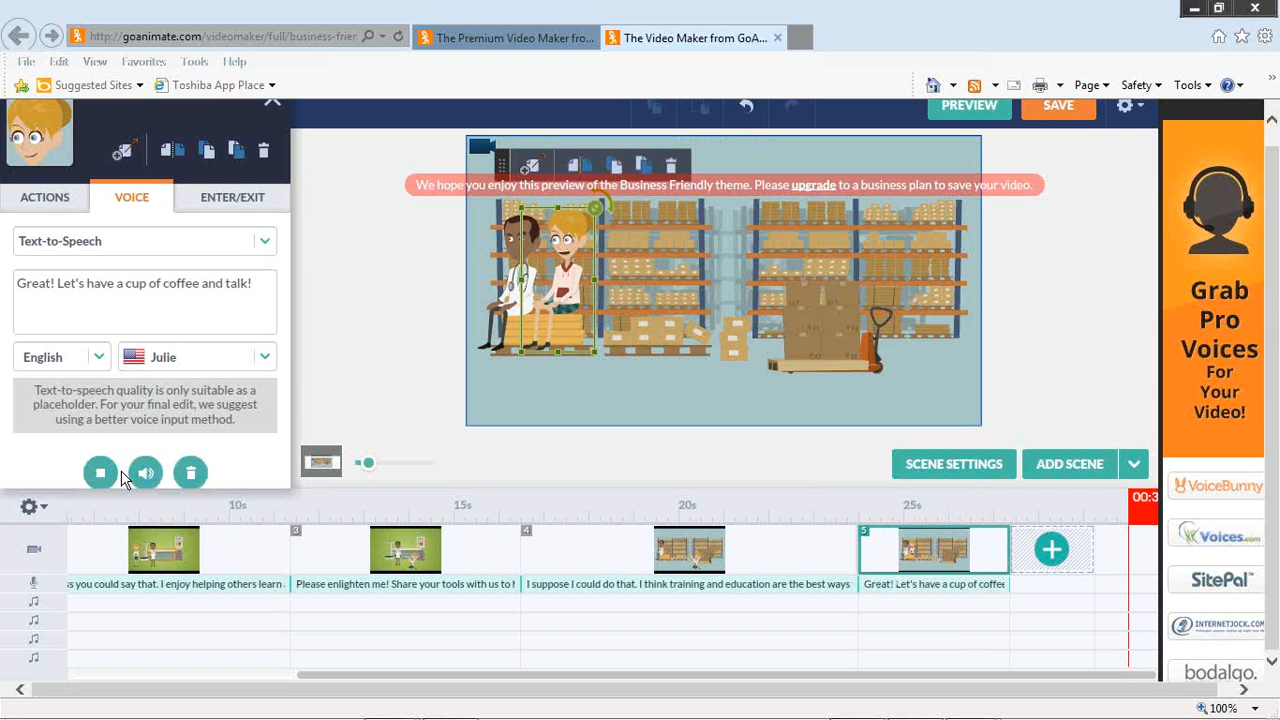 http://goanimate.com/videomaker/full/business-frier
The Premium Video Maker fro...
The Video Maker from GoA...
File Edit View Favorites Tools Help
Suggested Sites
Toshiba App Place
Page
Safety
Tools
PREVIEW
SAVE
We hope you enjoy this preview of the Business Friendly theme. Please upgrade to a business plan to save your video.
ACTIONS
VOICE
ENTER/EXIT
Text-to-Speech
Great! Let's have a cup of coffee and talk!
English
Julie
Text-to-speech quality is only suitable as a
placeholder. For your final edit, we suggest
using a better voice input method.
SCENE SETTINGS
ADD SCENE
10s
15s
20s
25s
00:3
3
4
5
ss you could say that. I enjoy helping others learn
Please enlighten me! Share your tools with us to
I suppose I could do that. I think training and education are the best ways
Great! Let's have a cup of coffee
Grab
Pro
Voices
For
Your
Video!
VoiceBunny
Voices.com
SitePal
INTERNETJOCK.COM
bodalgo.
100%